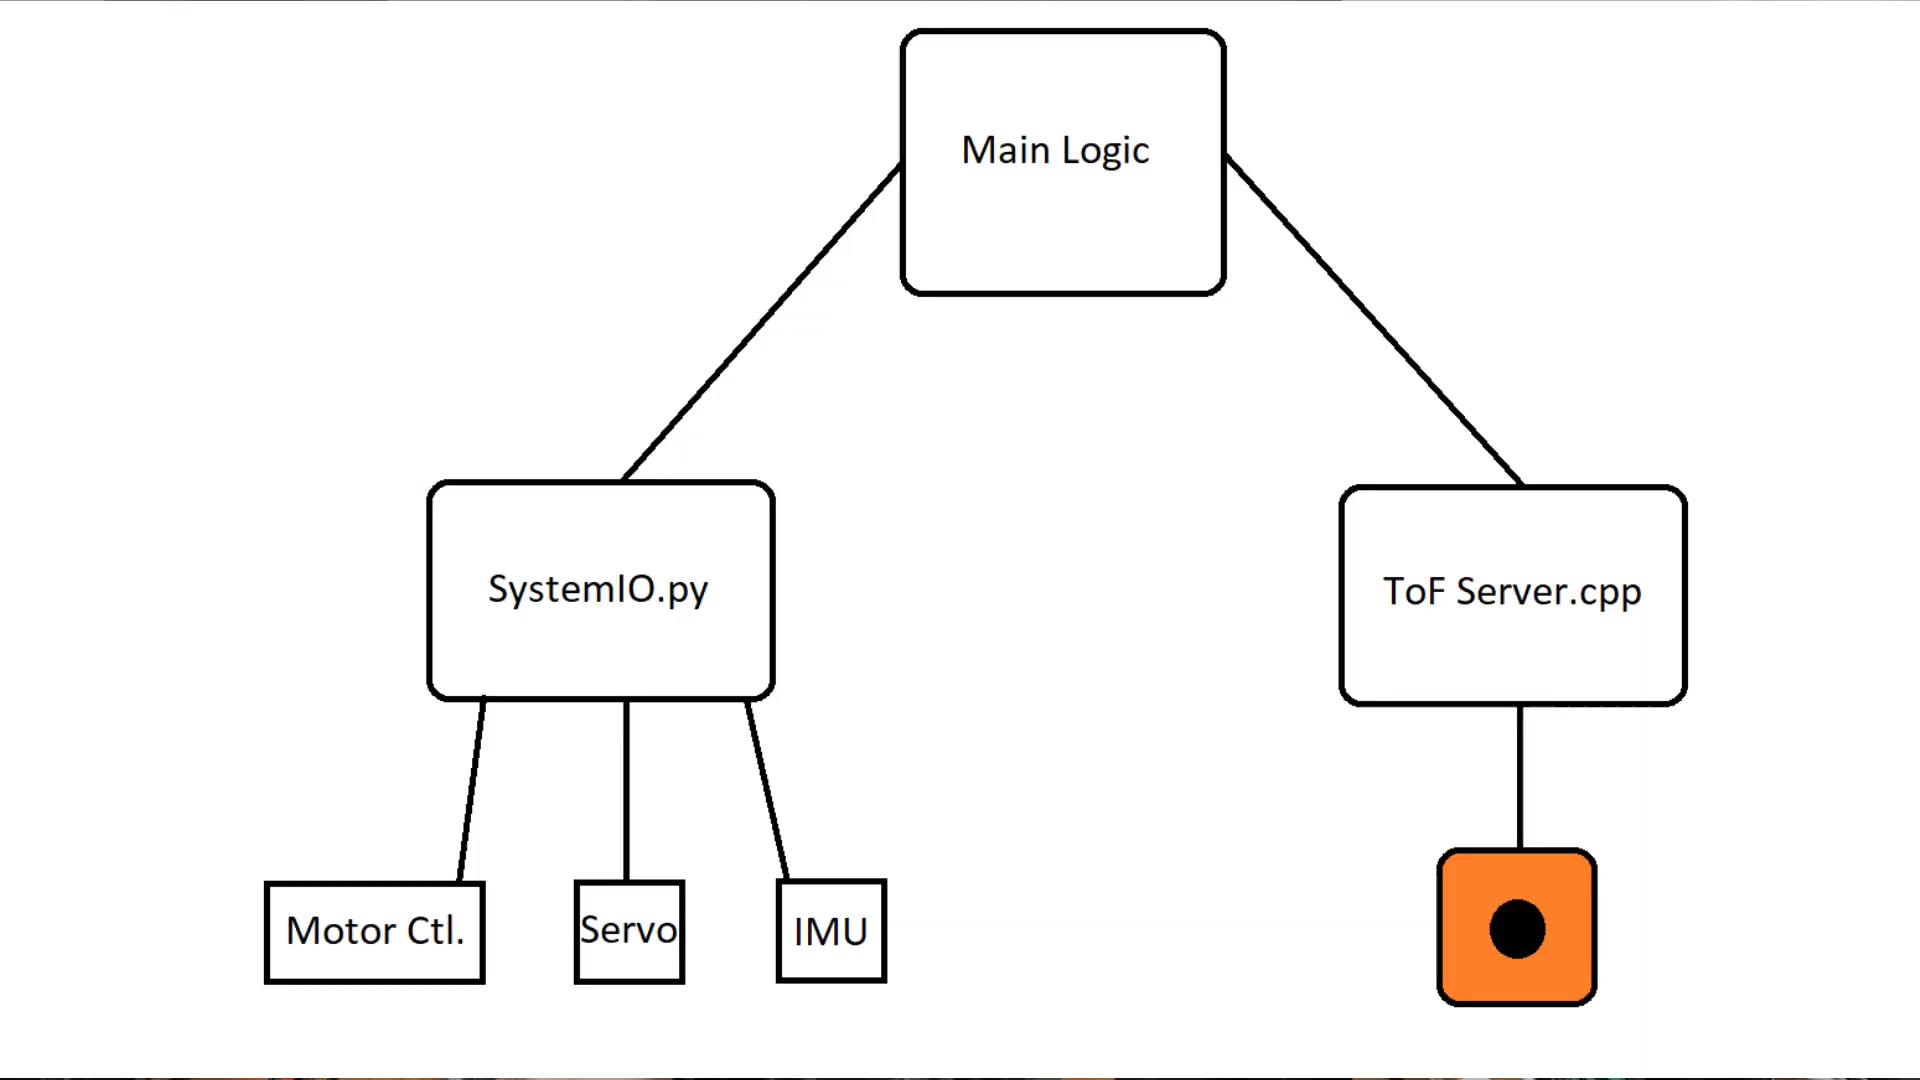 Main Logic
SystemIO.py
ToF Server.cpp
Motor Ctl.
Servo
IMU